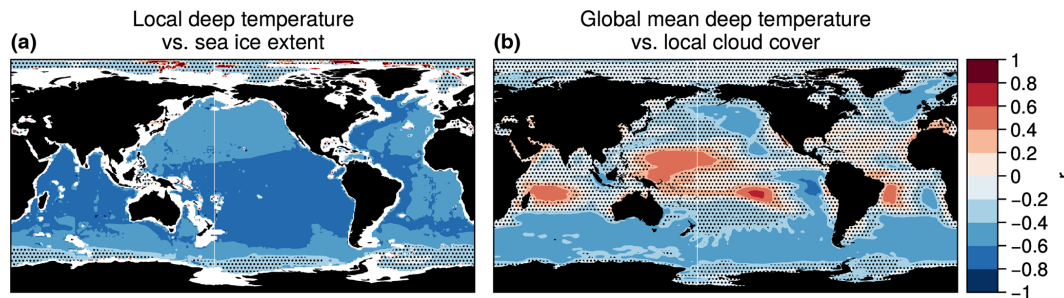 Local deep temperature
vs. sea ice extent
(a)
Global mean deep temperature
vs. local cloud cover
(b)
1
0.8
0.6
0.4
0.2
0
−0.2
−0.4
−0.6
−0.8
−1
r